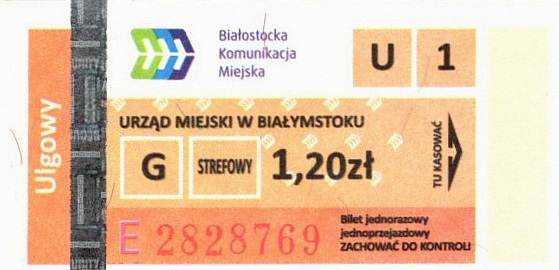 Ulgowy
Białostocka
Komunikacja
Miejska
U 1
URZĄD MIEJSKI W BIAŁYMSTOKU
G STREFOWY 1,20zł
TU KASOWAĆ
E 2828769
Bilet jednorazowy
jednoprzejazdowy
ZACHOWAĆ DO KONTROLI